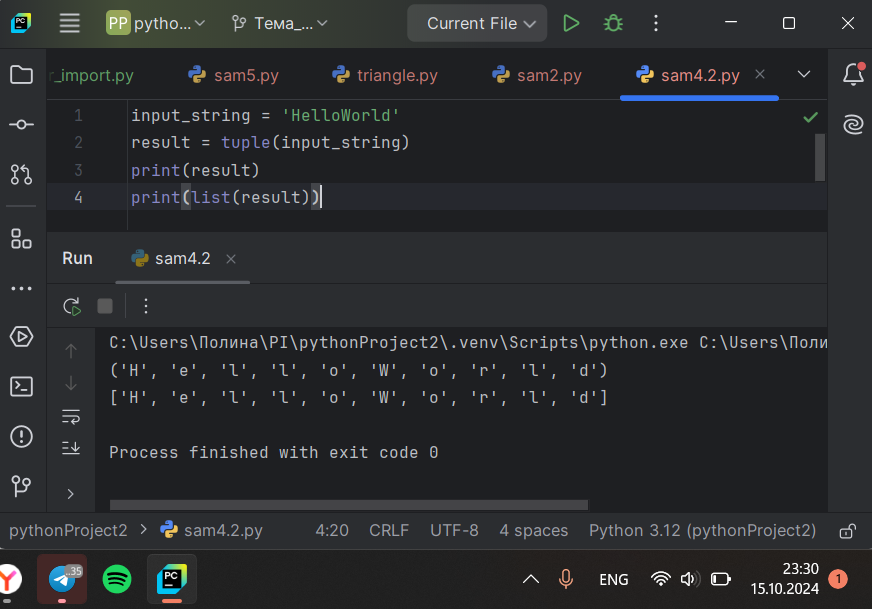 PC PP pytho... Тема_... Current File
r_import.py sam5.py triangle.py sam2.py sam4.2.py
1 input_string = 'HelloWorld'
2 result = tuple(input_string)
3 print(result)
4 print(list(result))
Run sam4.2
C:\Users\Полина\PI\pythonProject2\.venv\Scripts\python.exe C:\Users\Поли
('H', 'e', 'l', 'l', 'o', 'W', 'o', 'r', 'l', 'd')
['H', 'e', 'l', 'l', 'o', 'W', 'o', 'r', 'l', 'd']
Process finished with exit code 0
pythonProject2 > sam4.2.py 4:20 CRLF UTF-8 4 spaces Python 3.12 (pythonProject2)
Y ..35 PC ENG 23:30 1
15.10.2024